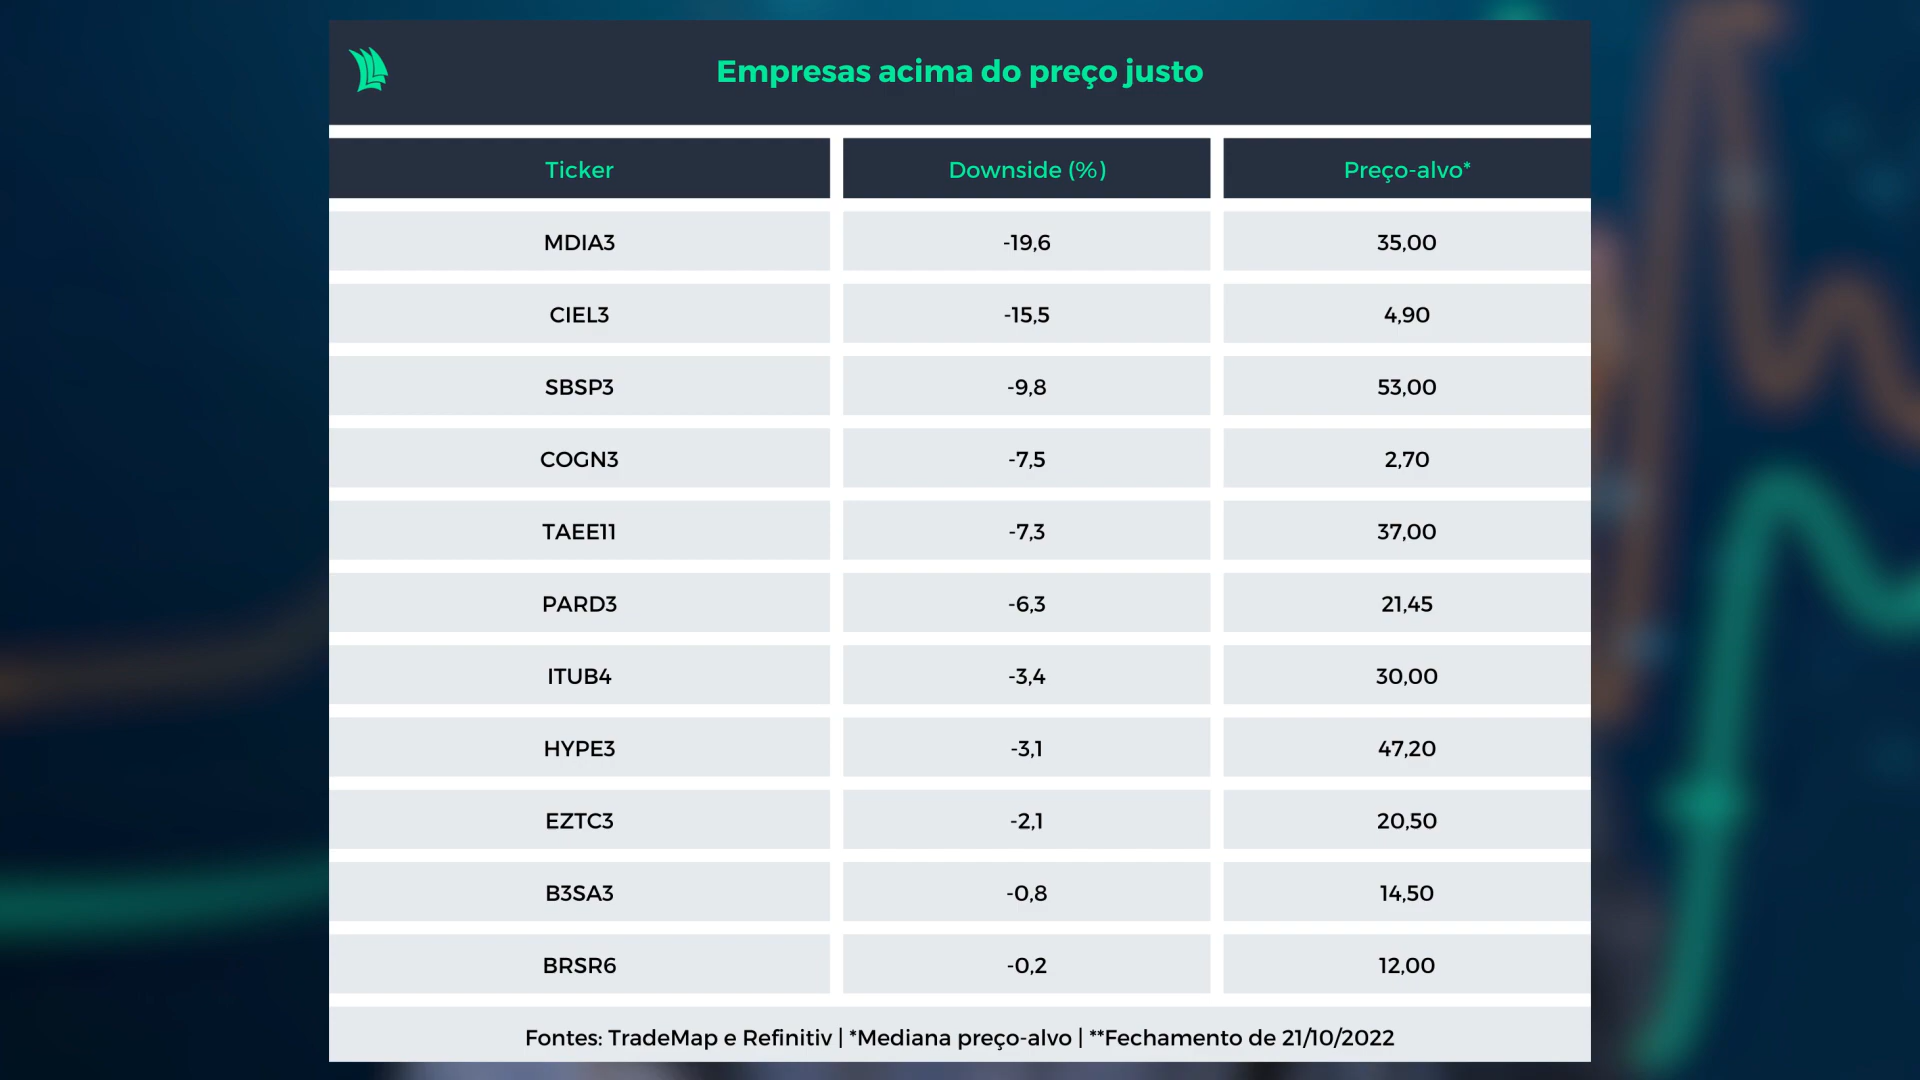 Empresas acima do preço justo
Ticker Downside (%) Preço-alvo*
MDIA3 -19,6 35,00
CIEL3 -15,5 4,90
SBSP3 -9,8 53,00
COGN3 -7,5 2,70
TAEE11 -7,3 37,00
PARD3 -6,3 21,45
ITUB4 -3,4 30,00
HYPE3 -3,1 47,20
EZTC3 -2,1 20,50
B3SA3 -0,8 14,50
BRSR6 -0,2 12,00
Fontes: TradeMap e Refinitiv | *Mediana preço-alvo | **Fechamento de 21/10/2022